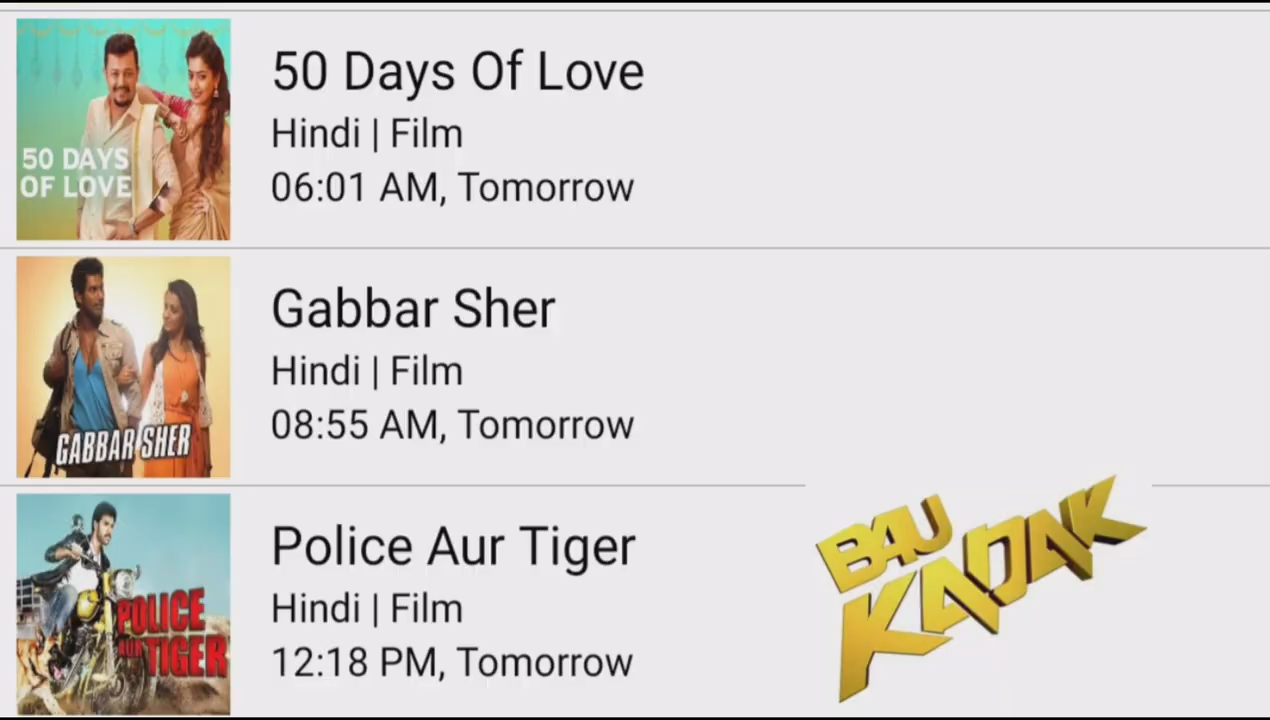 50 DAYS
OF LOVE
50 Days Of Love
Hindi | Film
06:01 AM, Tomorrow
GABBAR SHER
Gabbar Sher
Hindi | Film
08:55 AM, Tomorrow
POLICE
AUR TIGER
Police Aur Tiger
Hindi | Film
12:18 PM, Tomorrow
B4U
KADAK